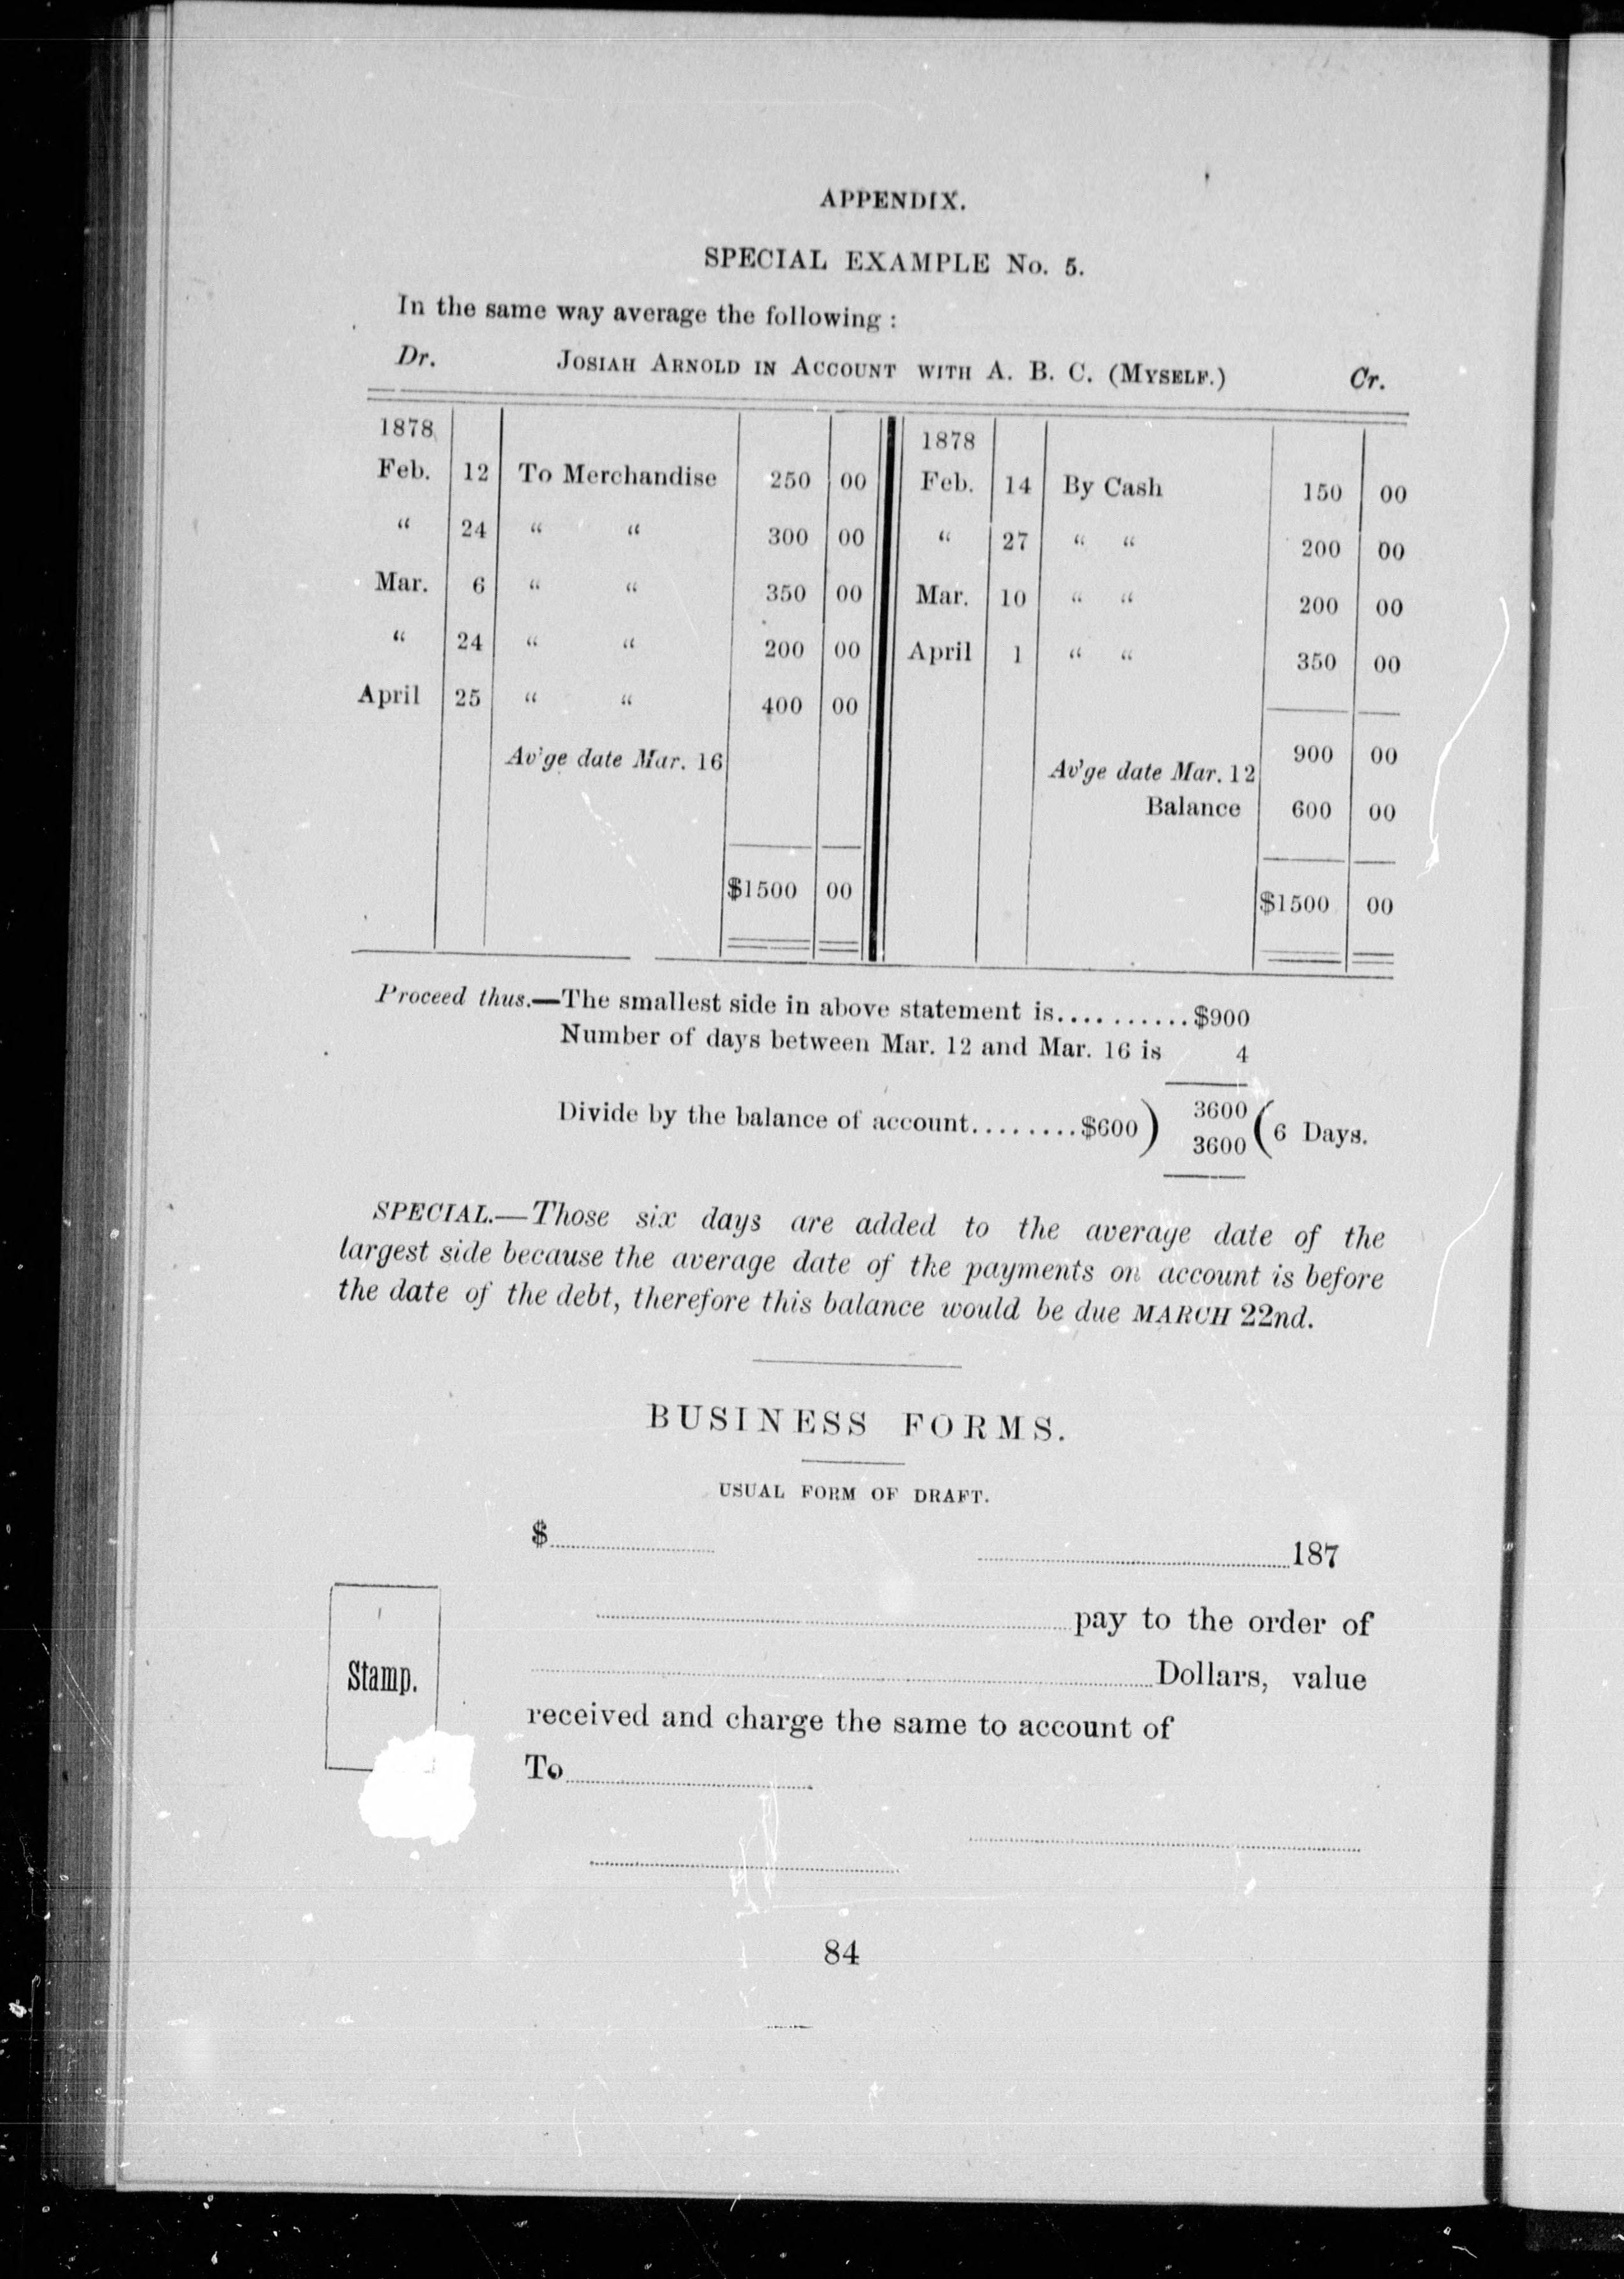 APPENDIX.
SPECIAL EXAMPLE No. 5.
In the same way average the following :
Dr. JOSIAH ARNOLD IN ACCOUNT WITH A. B. C. (MYSELF.) Cr.
1878 1878
Feb. 12 To Merchandise 250 00 Feb. 14 By Cash 150 00
“ 24 “ “ 300 00 “ 27 “ “ 200 00
Mar. 6 “ “ 350 00 Mar. 10 “ “ 200 00
“ 24 “ “ 200 00 April 1 “ “ 350 00
April 25 “ “ 400 00
900 00
Av’ge date Mar. 16 Av’ge date Mar. 12
Balance 600 00
$1500 00 $1500 00
Proceed thus.—The smallest side in above statement is...........$900
Number of days between Mar. 12 and Mar. 16 is 4
Divide by the balance of account........$600 ) 3600 ( 6 Days.
3600
SPECIAL.—Those six days are added to the average date of the
largest side because the average date of the payments on account is before
the date of the debt, therefore this balance would be due MARCH 22nd.
BUSINESS FORMS.
USUAL FORM OF DRAFT.
$.............. ..............187
..............pay to the order of
Stamp. ..............Dollars, value
received and charge the same to account of
To..............
84